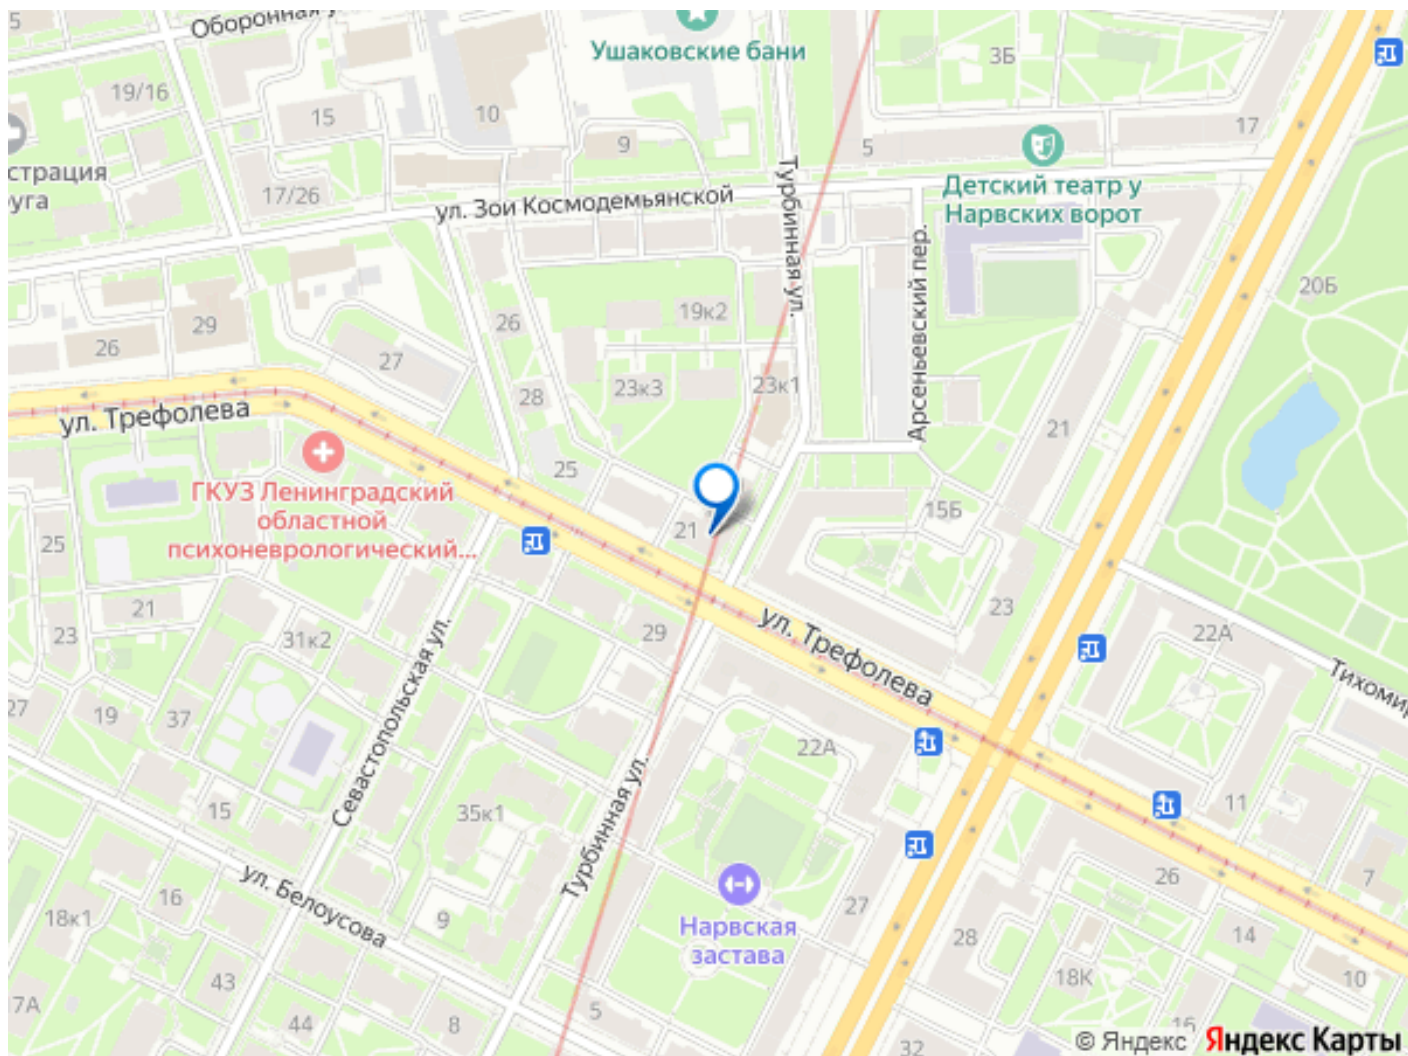 5
Оборонная у
Ушаковские бани
3Б
19/16
15
10
9
5
17
страция
уга
17/26
ул. Зои Космодемьянской
Турбинная ул.
Детский театр у
Нарвских ворот
Арсеньевский пер.
20Б
29
26
26
19к2
27
28
23к3
23к1
21
ул. Трефолева
25
ГКУЗ Ленинградский
областной
психоневрологический...
21
15Б
25
21
23
31к2
29
23
22А
ул. Трефолева
Тихомир
27
19
37
Севастопольская ул.
22А
15
35к1
Турбинная ул.
11
26
7
ул. Белоусова
16
18к1
9
Нарвская
застава
27
28
14
18К
10
43
17А
44
8
5
32
15
© Яндекс Яндекс Карты